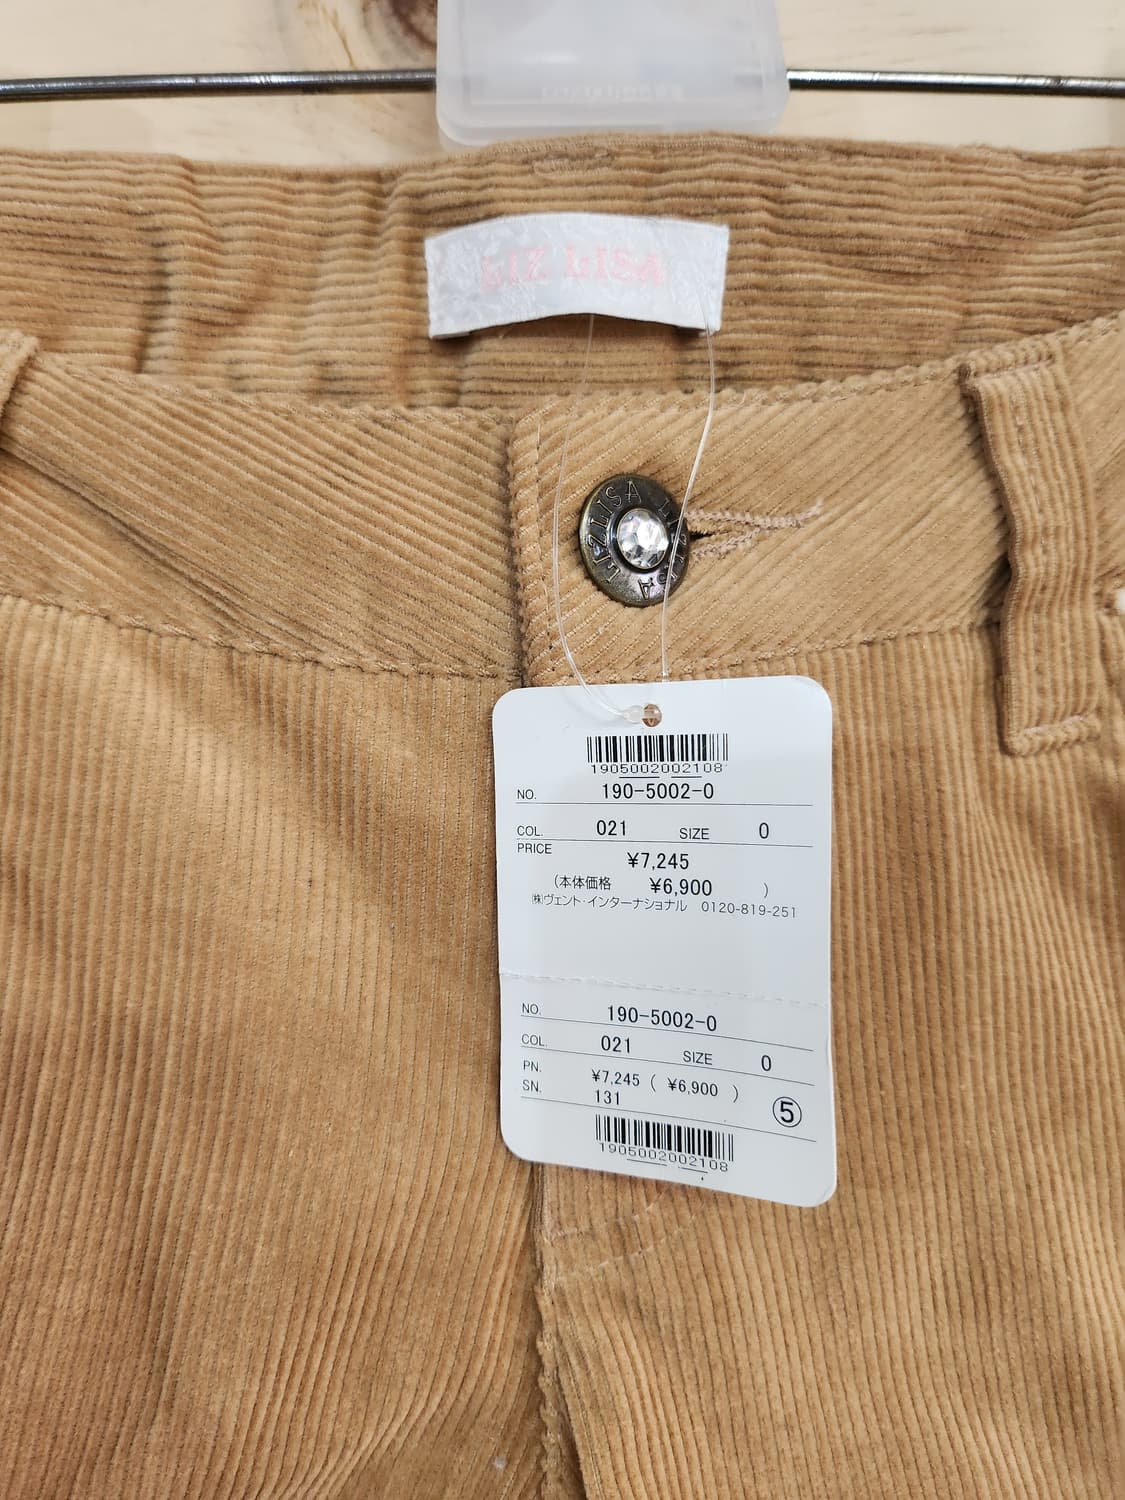 LIZ LISA
LIZLISA LIZLISA
1905002002108
NO. 190-5002-0
COL. 021 SIZE 0
PRICE ¥7,245
(本体価格 ¥6,900 )
㈱ヴェント・インターナショナル 0120-819-251
NO. 190-5002-0
COL. 021 SIZE 0
PN. ¥7,245 ( ¥6,900 )
SN. 131 ⑤
1905002002108